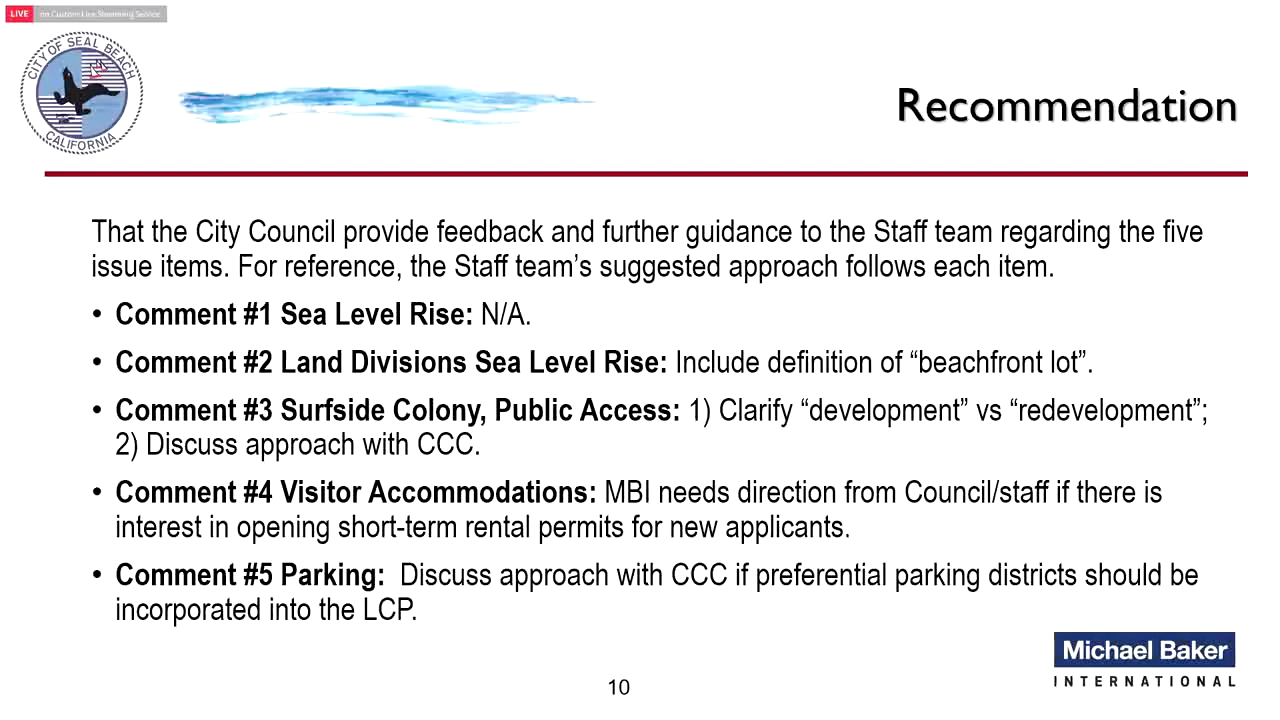 LIVE on Custom Live Streaming Service
CITY OF SEAL BEACH
CALIFORNIA
Recommendation
That the City Council provide feedback and further guidance to the Staff team regarding the five
issue items. For reference, the Staff team’s suggested approach follows each item.
• Comment #1 Sea Level Rise: N/A.
• Comment #2 Land Divisions Sea Level Rise: Include definition of “beachfront lot”.
• Comment #3 Surfside Colony, Public Access: 1) Clarify “development” vs “redevelopment”;
2) Discuss approach with CCC.
• Comment #4 Visitor Accommodations: MBI needs direction from Council/staff if there is
interest in opening short-term rental permits for new applicants.
• Comment #5 Parking: Discuss approach with CCC if preferential parking districts should be
incorporated into the LCP.
Michael Baker
INTERNATIONAL
10